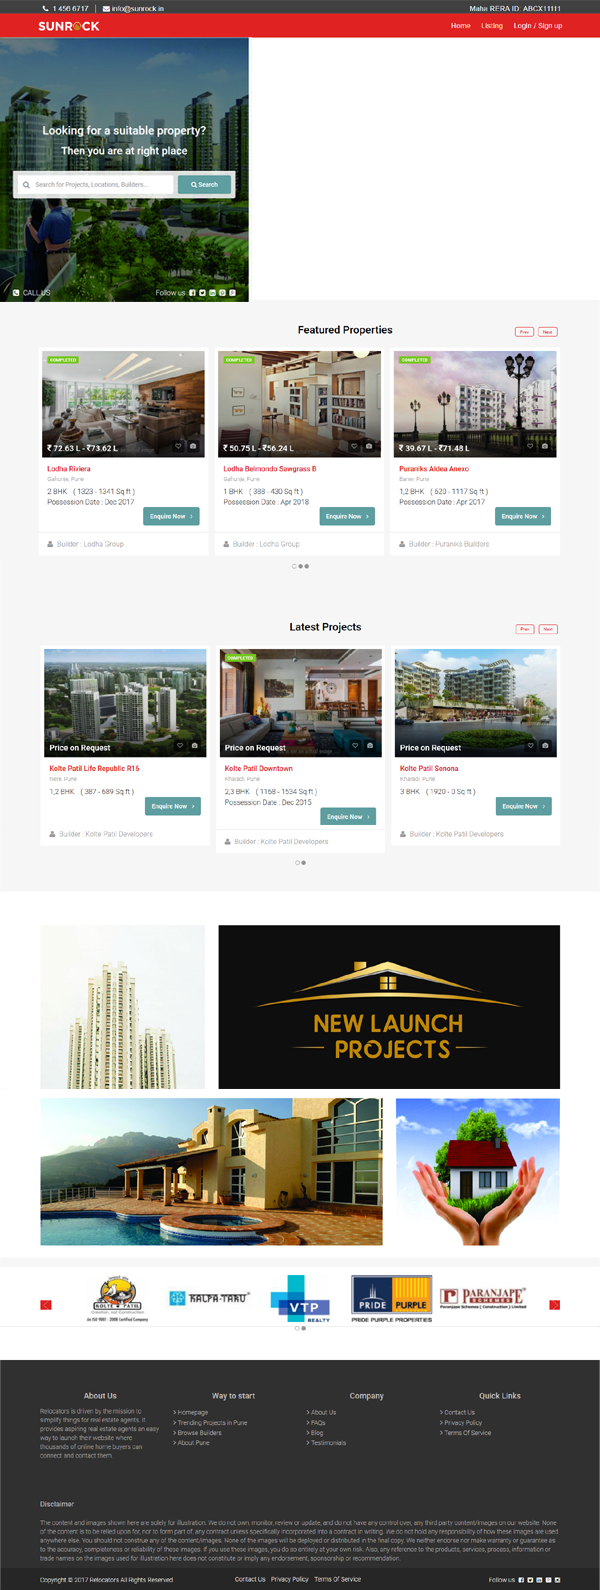 1 456 6717 | info@sunrock.in
Maha RERA ID: ABCX11111
SUNROCK
Home Listing Login / Sign up
Looking for a suitable property?
Then you are at right place
Search for Projects, Locations, Builders...
Search
CALL US
Follow us
Featured Properties
Prev Next
COMPLETED
₹ 72.63 L - ₹73.62 L
Lodha Riviera
Gahunje, Pune
2 BHK ( 1323 - 1341 Sq ft )
Possession Date : Dec 2017
Enquire Now ›
Builder : Lodha Group
COMPLETED
₹ 50.75 L - ₹56.24 L
Lodha Belmondo Sawgrass B
Gahunje, Pune
1 BHK ( 388 - 430 Sq ft )
Possession Date : Apr 2018
Enquire Now ›
Builder : Lodha Group
COMPLETED
₹ 39.67 L - ₹71.48 L
Puraniks Aldea Anexo
Baner, Pune
1,2 BHK ( 620 - 1117 Sq ft )
Possession Date : Apr 2017
Enquire Now ›
Builder : Puranik Builders
Latest Projects
Prev Next
Price on Request
Kolte Patil Life Republic R16
Nere, Pune
1,2 BHK ( 387 - 689 Sq ft )
Enquire Now ›
Builder : Kolte Patil Developers
COMPLETED
Price on Request
Kolte Patil Downtown
Kharadi, Pune
2,3 BHK ( 1168 - 1534 Sq ft )
Possession Date : Dec 2015
Enquire Now ›
Builder : Kolte Patil Developers
Price on Request
Kolte Patil Senona
Kharadi, Pune
3 BHK ( 1920 - 0 Sq ft )
Enquire Now ›
Builder : Kolte Patil Developers
NEW LAUNCH
PROJECTS
KOLTE PATIL
Creation, not Construction
An ISO 9001 : 2008 Certified Company
KALPA-TARU
VTP
REALTY
PRIDE PURPLE
PRIDE PURPLE PROPERTIES
PARANJAPE
SCHEMES
Paranjape Schemes ( Construction ) Limited
About Us
Relocators is driven by the mission to
simplify things for real estate agents. It
provides aspiring real estate agents an easy
way to launch their website where
thousands of online home buyers can
connect and contact them
Way to start
> Homepage
> Trending Projects in Pune
> Browse Builders
> About Pune
Company
> About Us
> FAQs
> Blog
> Testimonials
Quick Links
> Contact Us
> Privacy Policy
> Terms Of Service
Disclaimer
The content and images shown here are solely for illustration. We do not own, monitor, review or update, and do not have any control over, any third party content/images on our website. None
of the content is to be relied upon for, nor to form part of, any contract unless specifically incorporated into a contract in writing. We do not hold any responsibility of how these images are used
anywhere else. You should not construe any of the content/images. None of the images will be deployed or distributed in the final copy. We neither endorse nor make warranty or guarantee as
to the accuracy, completeness or reliability of these images. If you use these images, you do so entirely at your own risk. Also, any reference to the products, services, process, information or
trade names on the images used for illustration here does not constitute or imply any endorsement, sponsorship or recommendation.
Copyright © 2017 Relocators All Rights Reserved
Contact Us Privacy Policy Terms Of Service
Follow us